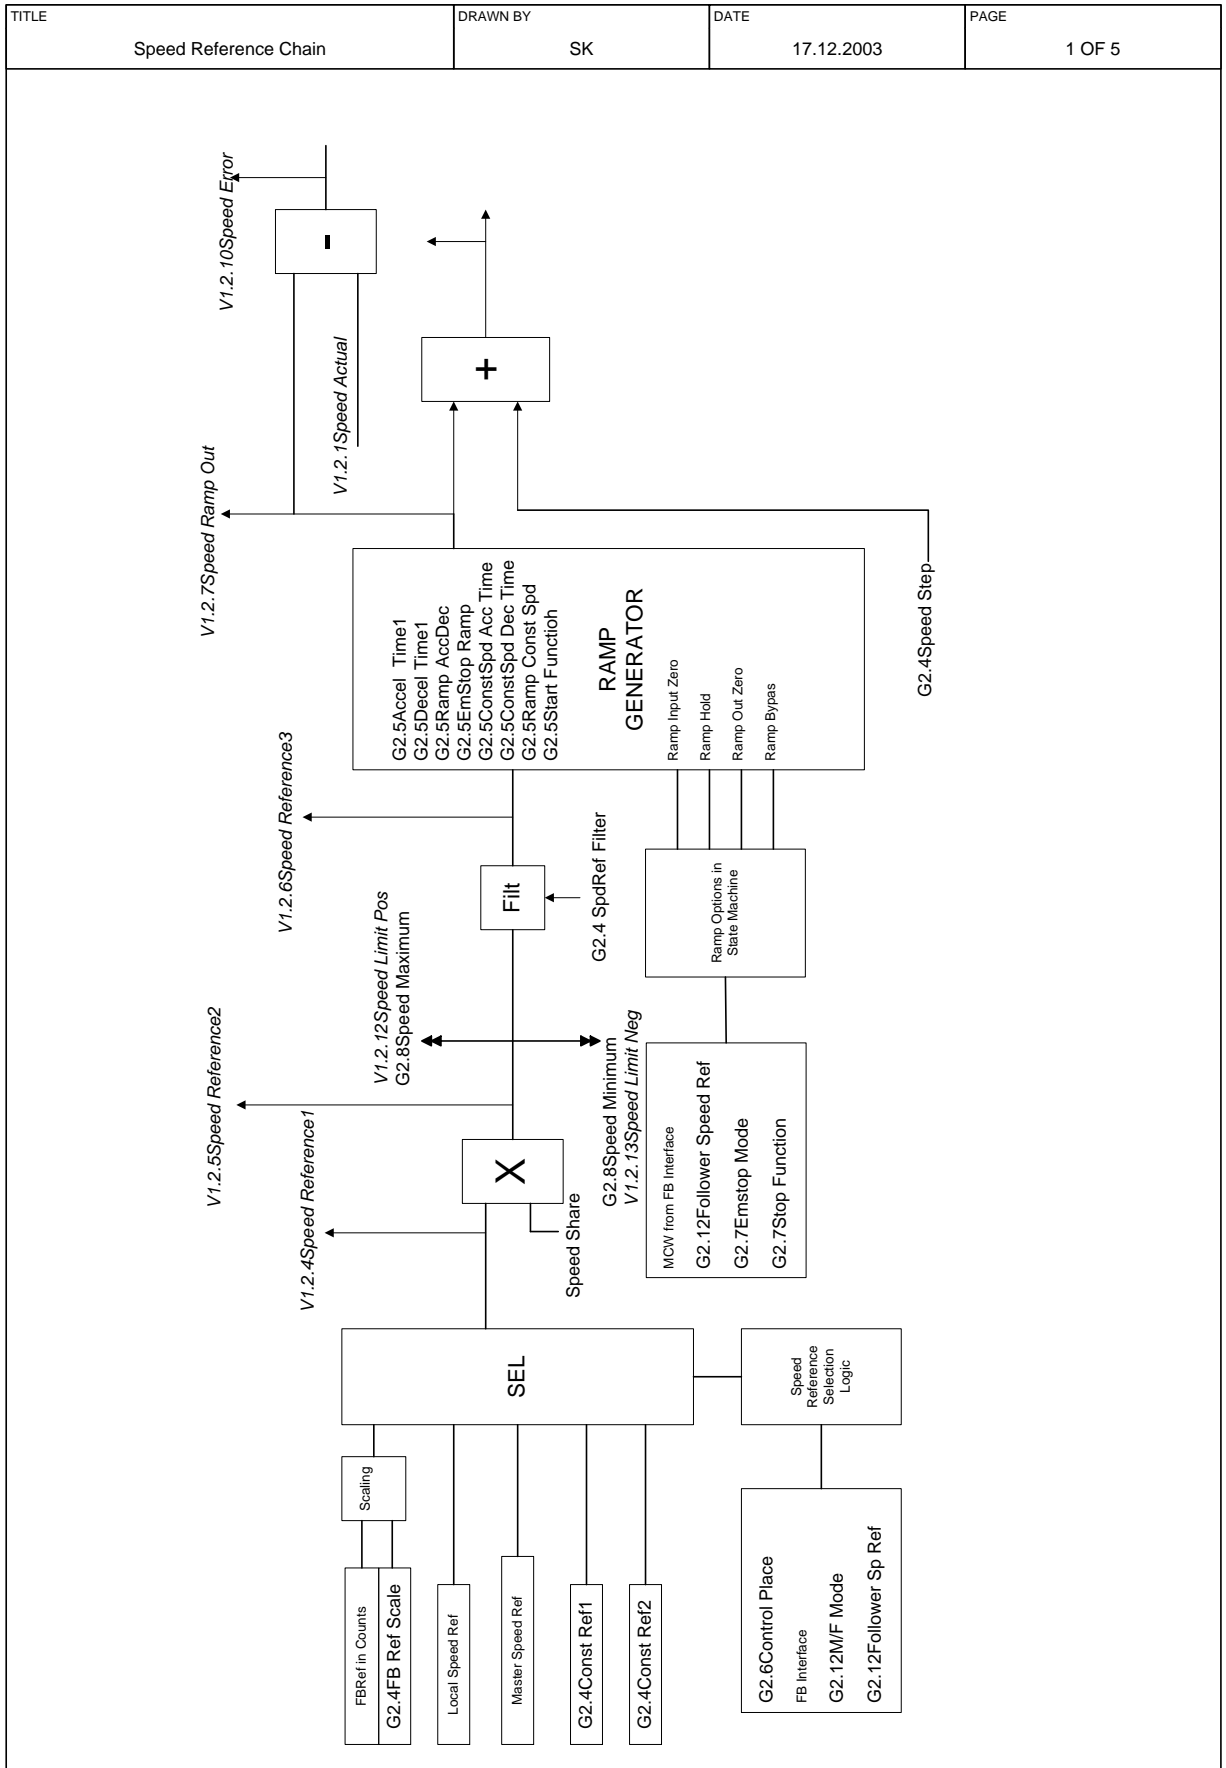 TITLE
Speed Reference Chain
DRAWN BY
SK
DATE
17.12.2003
PAGE
1 OF 5
FBRef in Counts
G2.4FB Ref Scale
Scaling
Local Speed Ref
Master Speed Ref
G2.4Const Ref1
G2.4Const Ref2
SEL
Speed
Reference
Selection
Logic
G2.6Control Place
FB Interface
G2.12M/F Mode
G2.12Follower Sp Ref
V1.2.4Speed Reference1
X
Speed Share
V1.2.5Speed Reference2
V1.2.12Speed Limit Pos
G2.8Speed Maximum
G2.8Speed Minimum
V1.2.13Speed Limit Neg
Filt
G2.4 SpdRef Filter
V1.2.6Speed Reference3
MCW from FB Interface
G2.12Follower Speed Ref
G2.7Emstop Mode
G2.7Stop Function
Ramp Options in
State Machine
G2.5Accel Time1
G2.5Decel Time1
G2.5Ramp AccDec
G2.5EmStop Ramp
G2.5ConstSpd Acc Time
G2.5ConstSpd Dec Time
G2.5Ramp Const Spd
G2.5Start Functioh
RAMP
GENERATOR
Ramp Input Zero
Ramp Hold
Ramp Out Zero
Ramp Bypas
V1.2.7Speed Ramp Out
G2.4Speed Step
+
V1.2.1Speed Actual
-
V1.2.10Speed Error